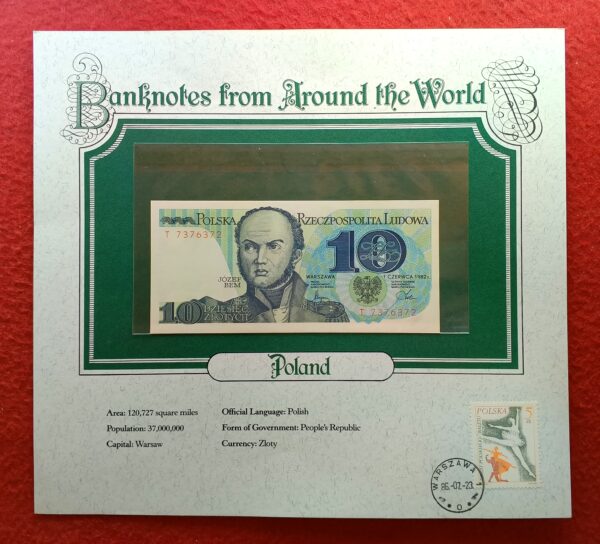 Banknotes from Around the World
POLSKA RZECZPOSPOLITA LUDOWA
T 7376372
10
WARSZAWA 1 CZERWCA 1982 r.
JÓZEF
BEM
10 DZIESIĘĆ
ZŁOTYCH
T 7376372
Poland
Area: 120,727 square miles
Population: 37,000,000
Capital: Warsaw
Official Language: Polish
Form of Government: People's Republic
Currency: Zloty
POLSKA 5 zł
WARSZAWA 1
86.-07.-23.